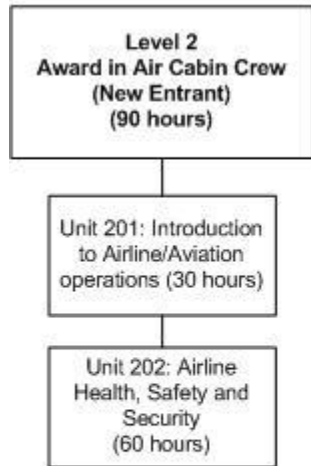 Level 2
Award in Air Cabin Crew
(New Entrant)
(90 hours)
Unit 201: Introduction
to Airline/Aviation
operations (30 hours)
Unit 202: Airline
Health, Safety and
Security
(60 hours)